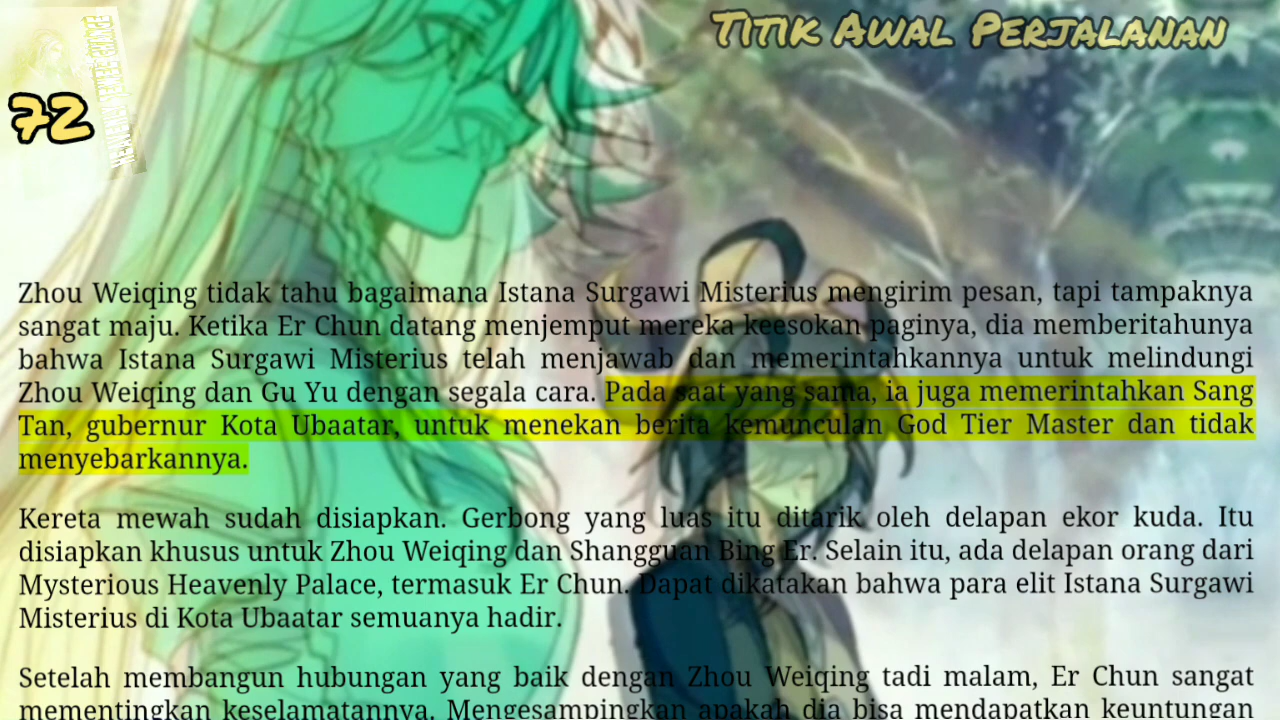 Titik Awal Perjalanan
72
Zhou Weiqing tidak tahu bagaimana Istana Surgawi Misterius mengirim pesan, tapi tampaknya
sangat maju. Ketika Er Chun datang menjemput mereka keesokan paginya, dia memberitahunya
bahwa Istana Surgawi Misterius telah menjawab dan memerintahkannya untuk melindungi
Zhou Weiqing dan Gu Yu dengan segala cara. Pada saat yang sama, ia juga memerintahkan Sang
Tan, gubernur Kota Ubaatar, untuk menekan berita kemunculan God Tier Master dan tidak
menyebarkannya.
Kereta mewah sudah disiapkan. Gerbong yang luas itu ditarik oleh delapan ekor kuda. Itu
disiapkan khusus untuk Zhou Weiqing dan Shangguan Bing Er. Selain itu, ada delapan orang dari
Mysterious Heavenly Palace, termasuk Er Chun. Dapat dikatakan bahwa para elit Istana Surgawi
Misterius di Kota Ubaatar semuanya hadir.
Setelah membangun hubungan yang baik dengan Zhou Weiqing tadi malam, Er Chun sangat
mementingkan keselamatannya. Mengesampingkan apakah dia bisa mendapatkan keuntungan